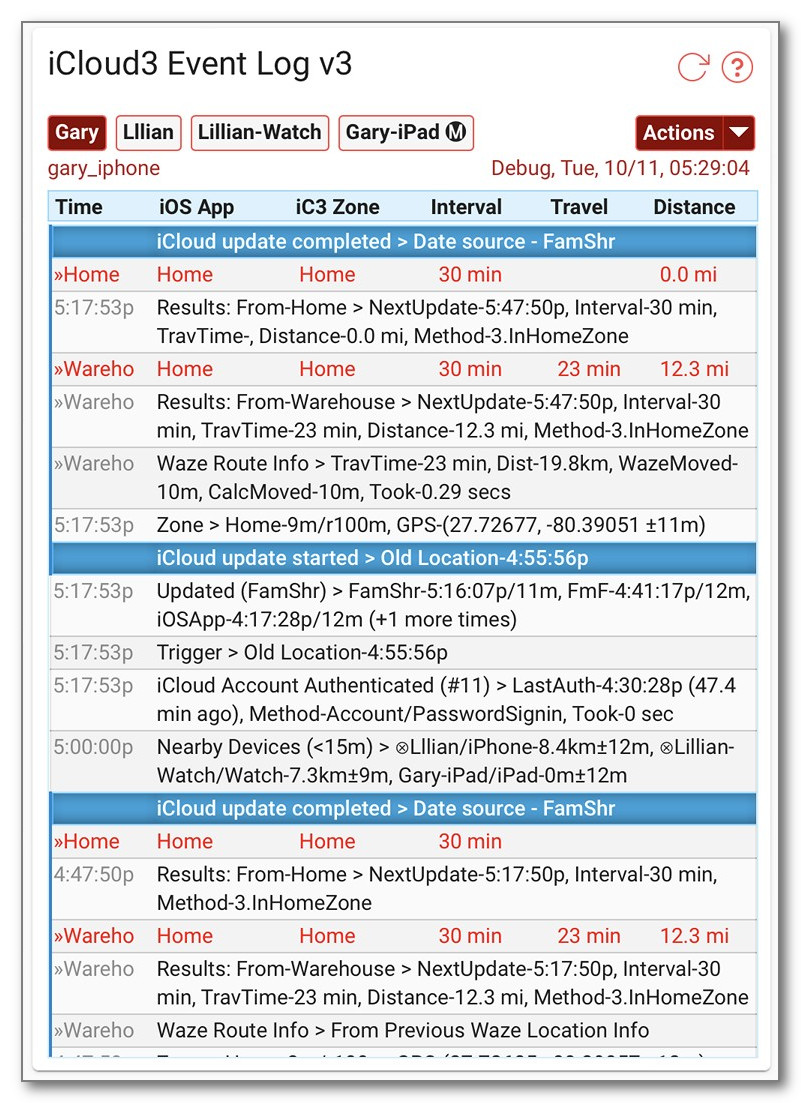 iCloud3 Event Log v3
Gary Lllian Lillian-Watch Gary-iPad Ⓜ Actions
gary_iphone Debug, Tue, 10/11, 05:29:04
Time iOS App iC3 Zone Interval Travel Distance
iCloud update completed > Date source - FamShr
»Home Home Home 30 min 0.0 mi
5:17:53p Results: From-Home > NextUpdate-5:47:50p, Interval-30 min,
TravTime-, Distance-0.0 mi, Method-3.InHomeZone
»Wareho Home Home 30 min 23 min 12.3 mi
»Wareho Results: From-Warehouse > NextUpdate-5:47:50p, Interval-30
min, TravTime-23 min, Distance-12.3 mi, Method-3.InHomeZone
»Wareho Waze Route Info > TravTime-23 min, Dist-19.8km, WazeMoved-
10m, CalcMoved-10m, Took-0.29 secs
5:17:53p Zone > Home-9m/r100m, GPS-(27.72677, -80.39051 ±11m)
iCloud update started > Old Location-4:55:56p
5:17:53p Updated (FamShr) > FamShr-5:16:07p/11m, FmF-4:41:17p/12m,
iOSApp-4:17:28p/12m (+1 more times)
5:17:53p Trigger > Old Location-4:55:56p
5:17:53p iCloud Account Authenticated (#11) > LastAuth-4:30:28p (47.4
min ago), Method-Account/PasswordSignin, Took-0 sec
5:00:00p Nearby Devices (<15m) > ⊗Lllian/iPhone-8.4km±12m, ⊗Lillian-
Watch/Watch-7.3km±9m, Gary-iPad/iPad-0m±12m
iCloud update completed > Date source - FamShr
»Home Home Home 30 min
4:47:50p Results: From-Home > NextUpdate-5:17:50p, Interval-30 min,
Method-3.InHomeZone
»Wareho Home Home 30 min 23 min 12.3 mi
»Wareho Results: From-Warehouse > NextUpdate-5:17:50p, Interval-30
min, TravTime-23 min, Distance-12.3 mi, Method-3.InHomeZone
»Wareho Waze Route Info > From Previous Waze Location Info